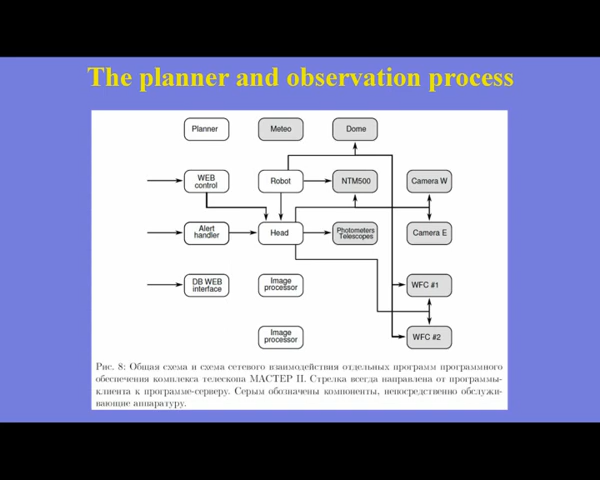 The planner and observation process
Planner
Meteo
Dome
WEB
control
Robot
NTM500
Camera W
Alert
handler
Head
Photometers
Telescopes
Camera E
DB WEB
interface
Image
processor
WFC #1
Image
processor
WFC #2
Рис. 8: Общая схема и схема сетевого взаимодействия отдельных программ программного
обеспечения комплекса телескопа МАСТЕР II. Стрелка всегда направлена от программы-
клиента к программе-серверу. Серым обозначены компоненты, непосредственно обслужи-
вающие аппаратуру.